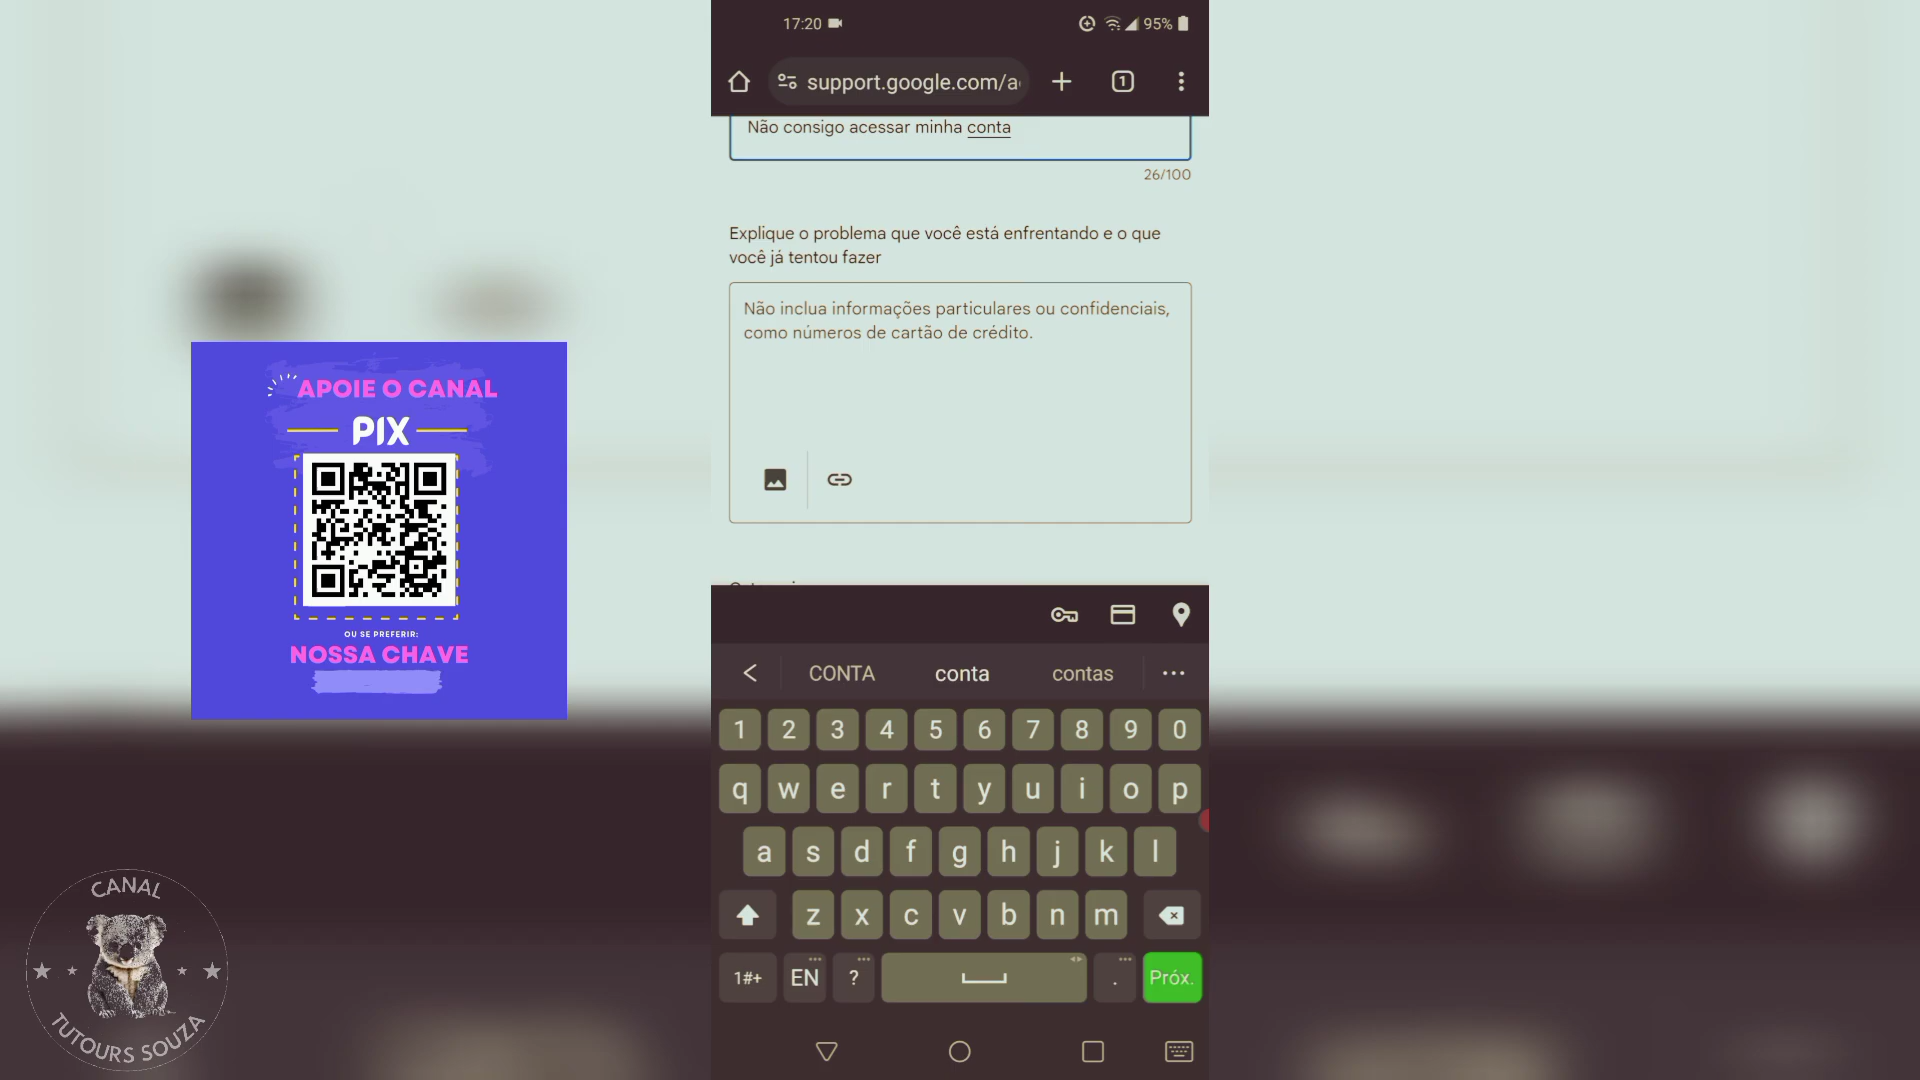 17:20
95%
support.google.com/a
1
Não consigo acessar minha conta
26/100
Explique o problema que você está enfrentando e o que
você já tentou fazer
Não inclua informações particulares ou confidenciais,
como números de cartão de crédito.
APOIE O CANAL
PIX
OU SE PREFERIR:
NOSSA CHAVE
CONTA conta contas
1 2 3 4 5 6 7 8 9 0
q w e r t y u i o p
a s d f g h j k l
z x c v b n m
1#+ EN ? . Próx.
CANAL
TUTOURS SOUZA